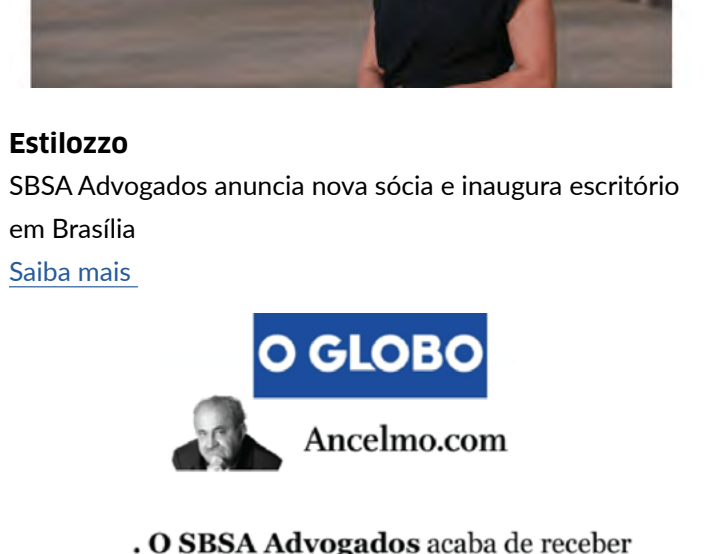 Estilozzo
SBSA Advogados anuncia nova sócia e inaugura escritório
em Brasília
Saiba mais
O GLOBO
Ancelmo.com
. O SBSA Advogados acaba de receber